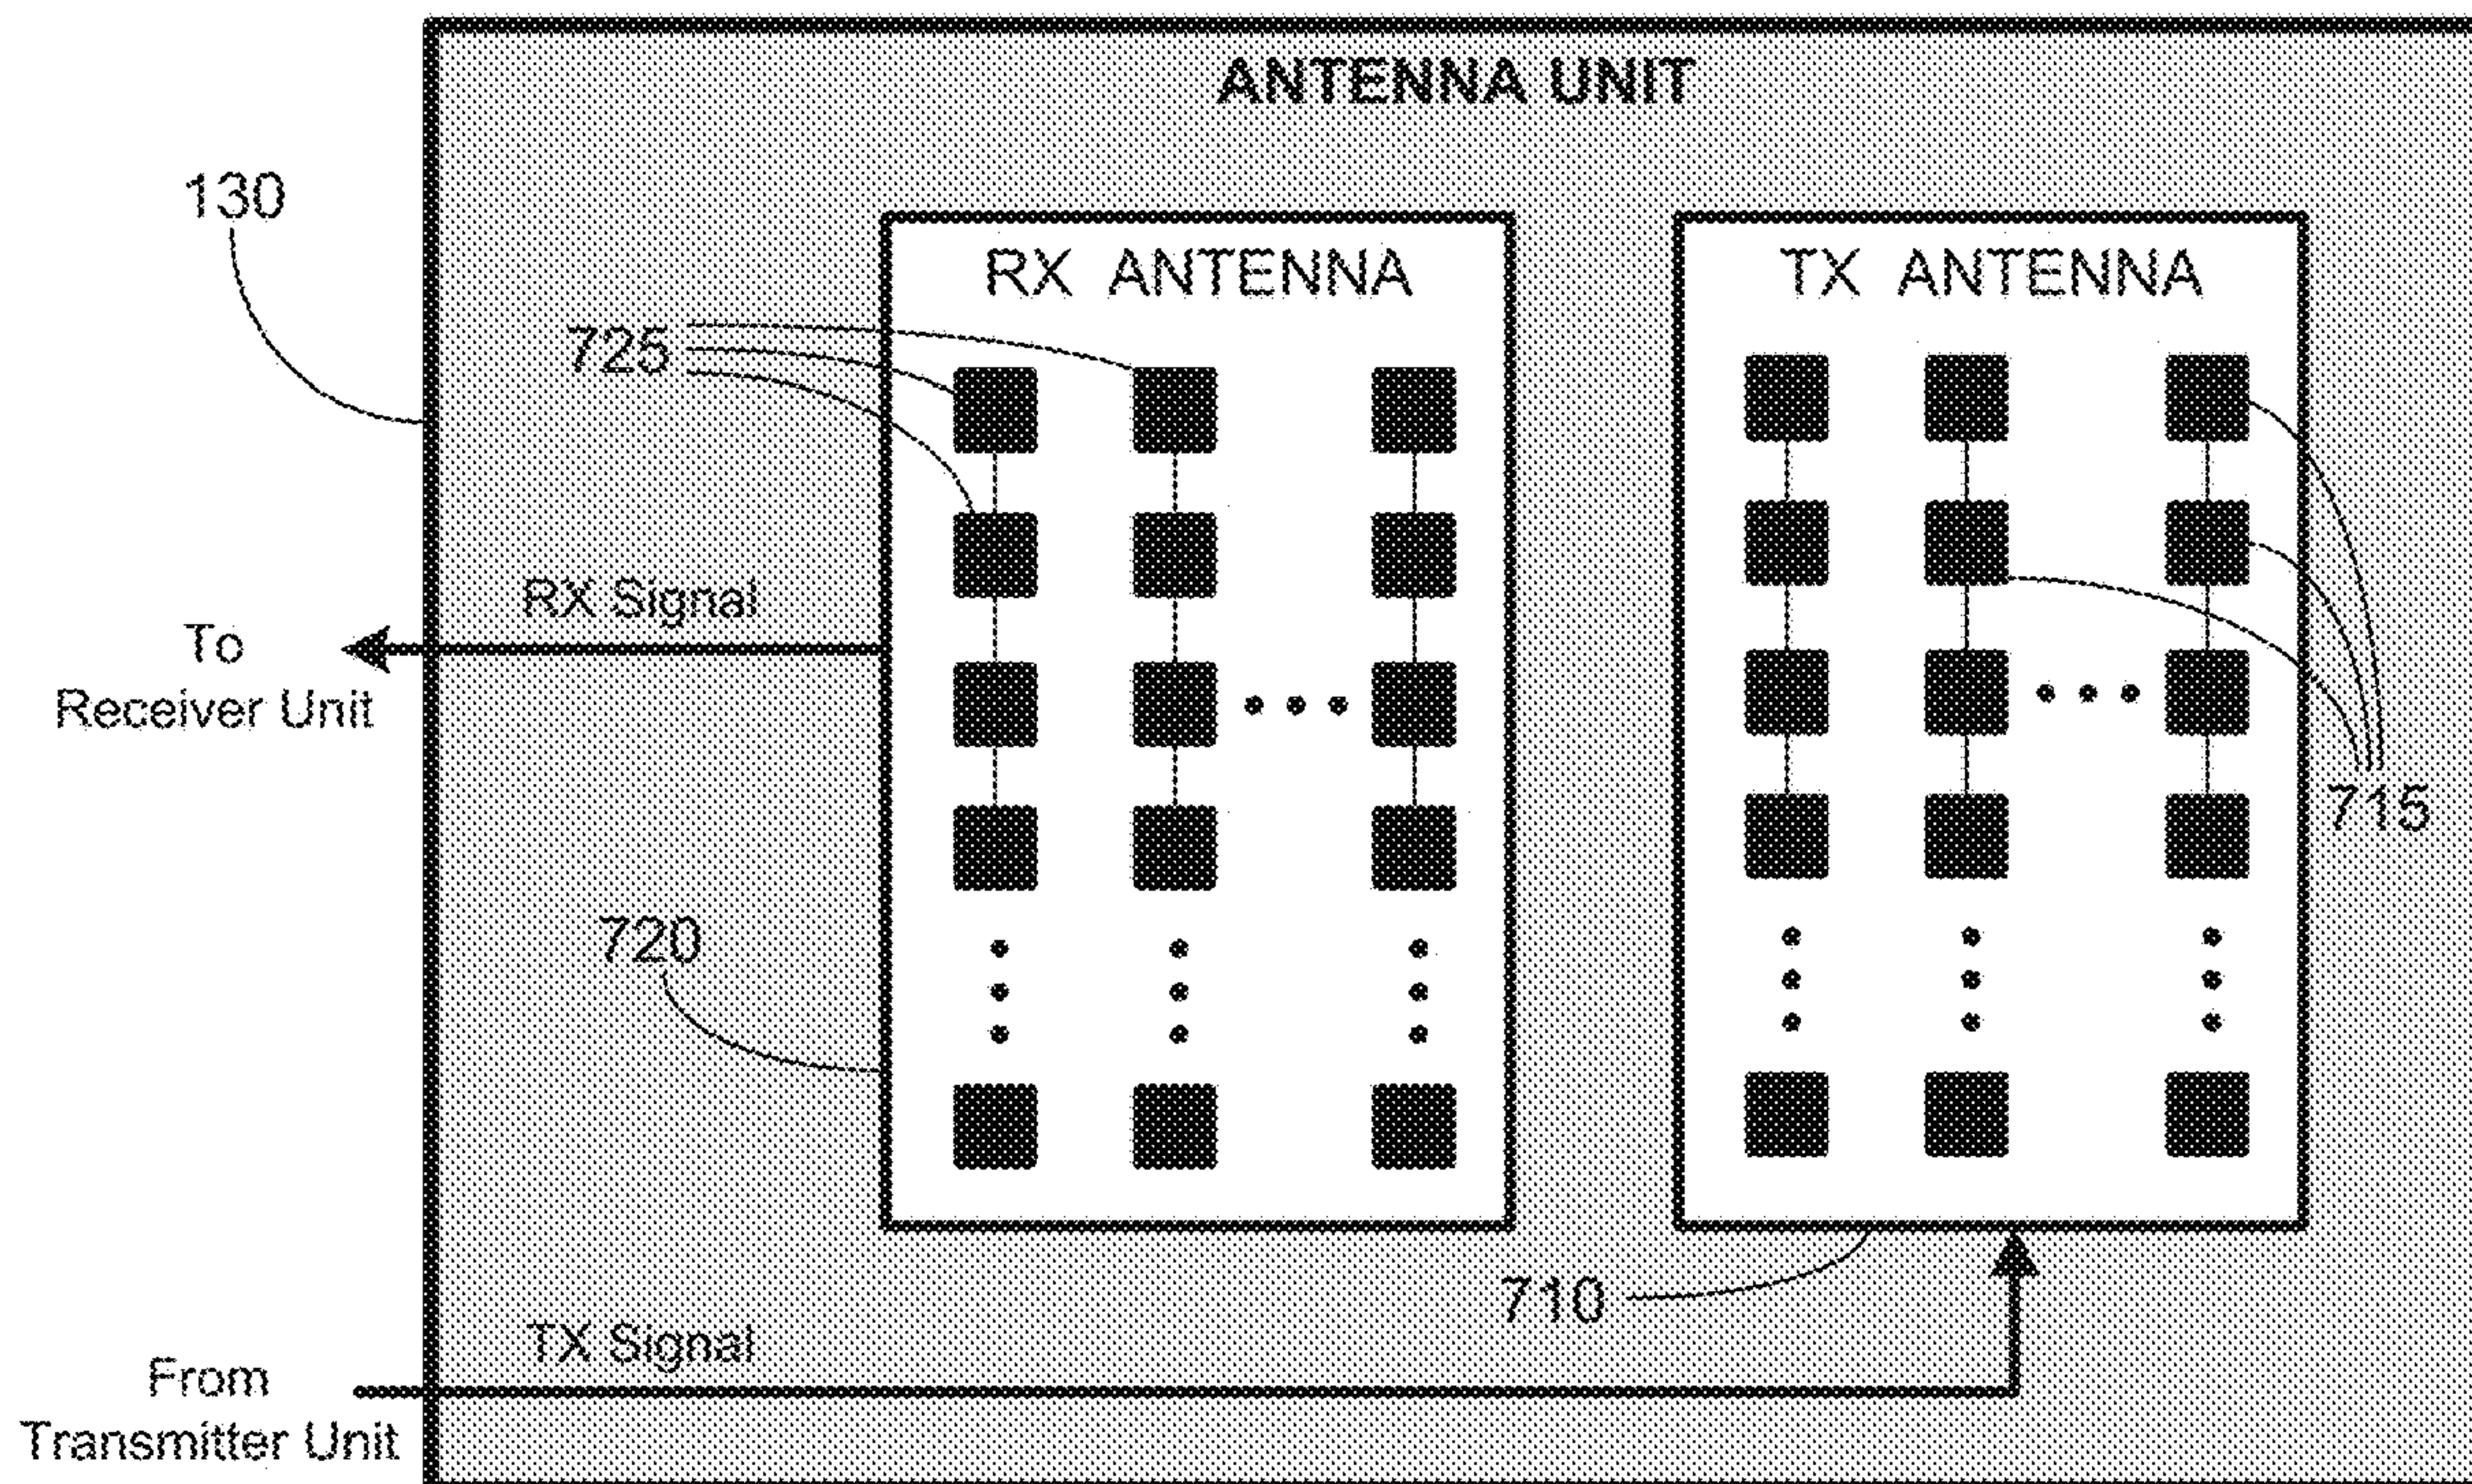 ANTENNA UNIT
130
RX ANTENNA
TX ANTENNA
725
RX Signal
To
Receiver Unit
715
720
710
TX Signal
From
Transmitter Unit